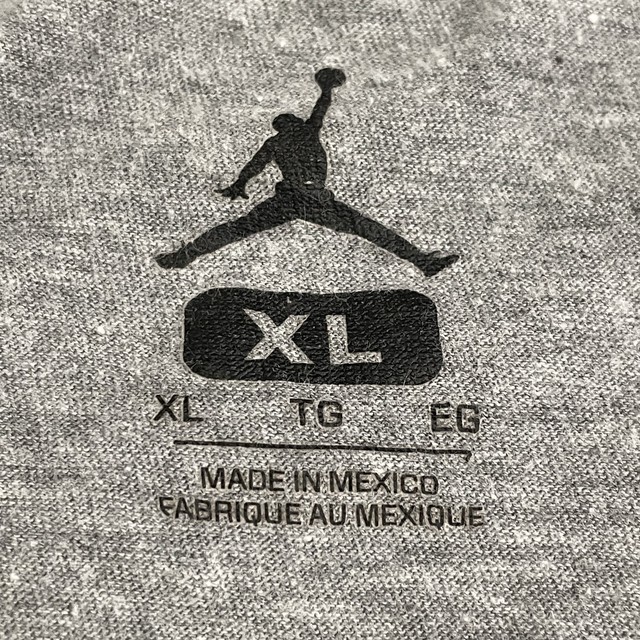 XL
XL TG EG
MADE IN MEXICO
FABRIQUE AU MEXIQUE